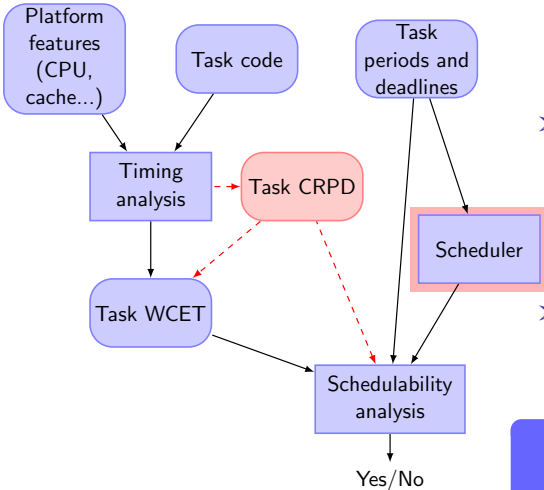 Platform
features
(CPU,
cache...)
Task code
Task
periods and
deadlines
Timing
analysis
Task CRPD
Scheduler
Task WCET
Schedulability
analysis
Yes/No